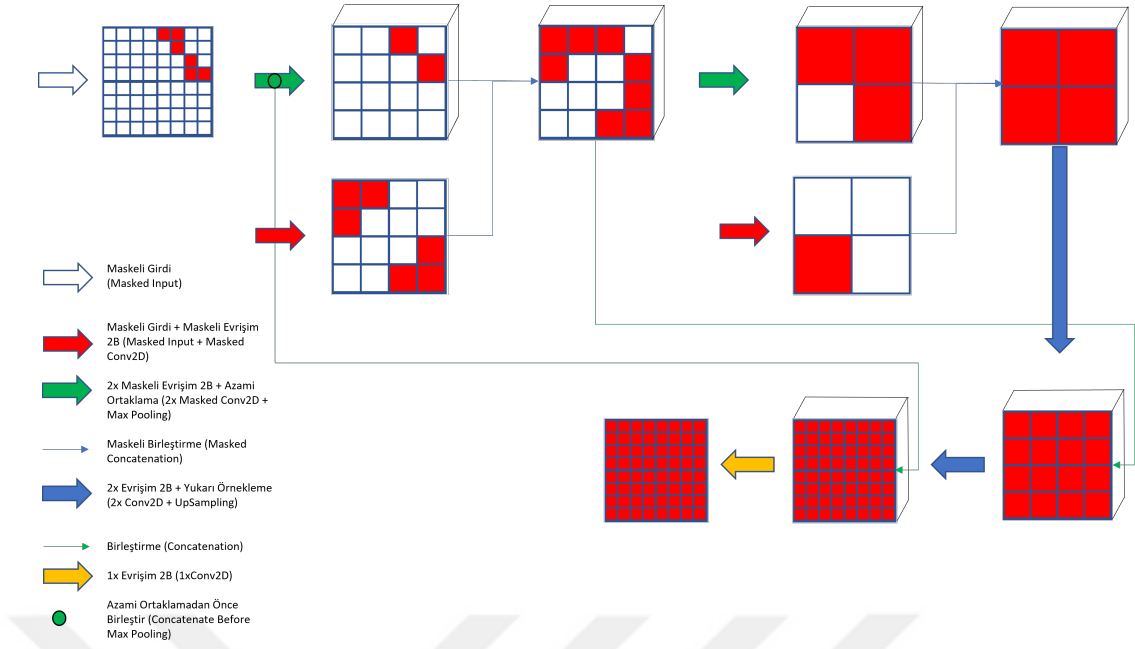 Maskeli Girdi
(Masked Input)
Maskeli Girdi + Maskeli Evrişim
2B (Masked Input + Masked
Conv2D)
2x Maskeli Evrişim 2B + Azami
Ortaklama (2x Masked Conv2D +
Max Pooling)
Maskeli Birleştirme (Masked
Concatenation)
2x Evrişim 2B + Yukarı Örnekleme
(2x Conv2D + UpSampling)
Birleştirme (Concatenation)
1x Evrişim 2B (1xConv2D)
Azami Ortaklamadan Önce
Birleştir (Concatenate Before
Max Pooling)